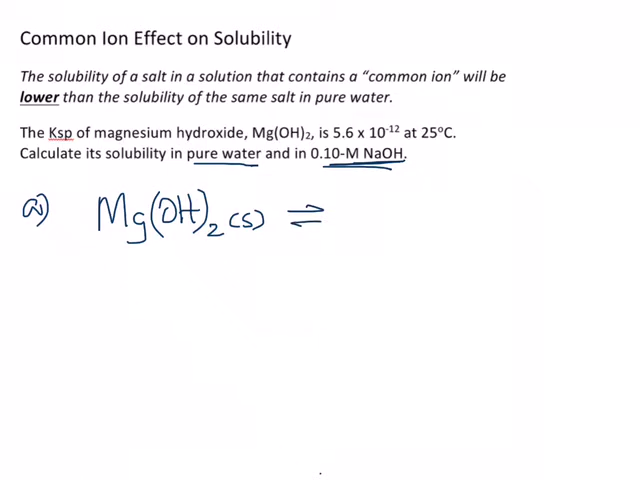 Common Ion Effect on Solubility
The solubility of a salt in a solution that contains a “common ion” will be
lower than the solubility of the same salt in pure water.
The Ksp of magnesium hydroxide, Mg(OH)₂, is 5.6 x 10⁻¹² at 25°C.
Calculate its solubility in pure water and in 0.10-M NaOH.
a) Mg(OH)₂(s) ⇌